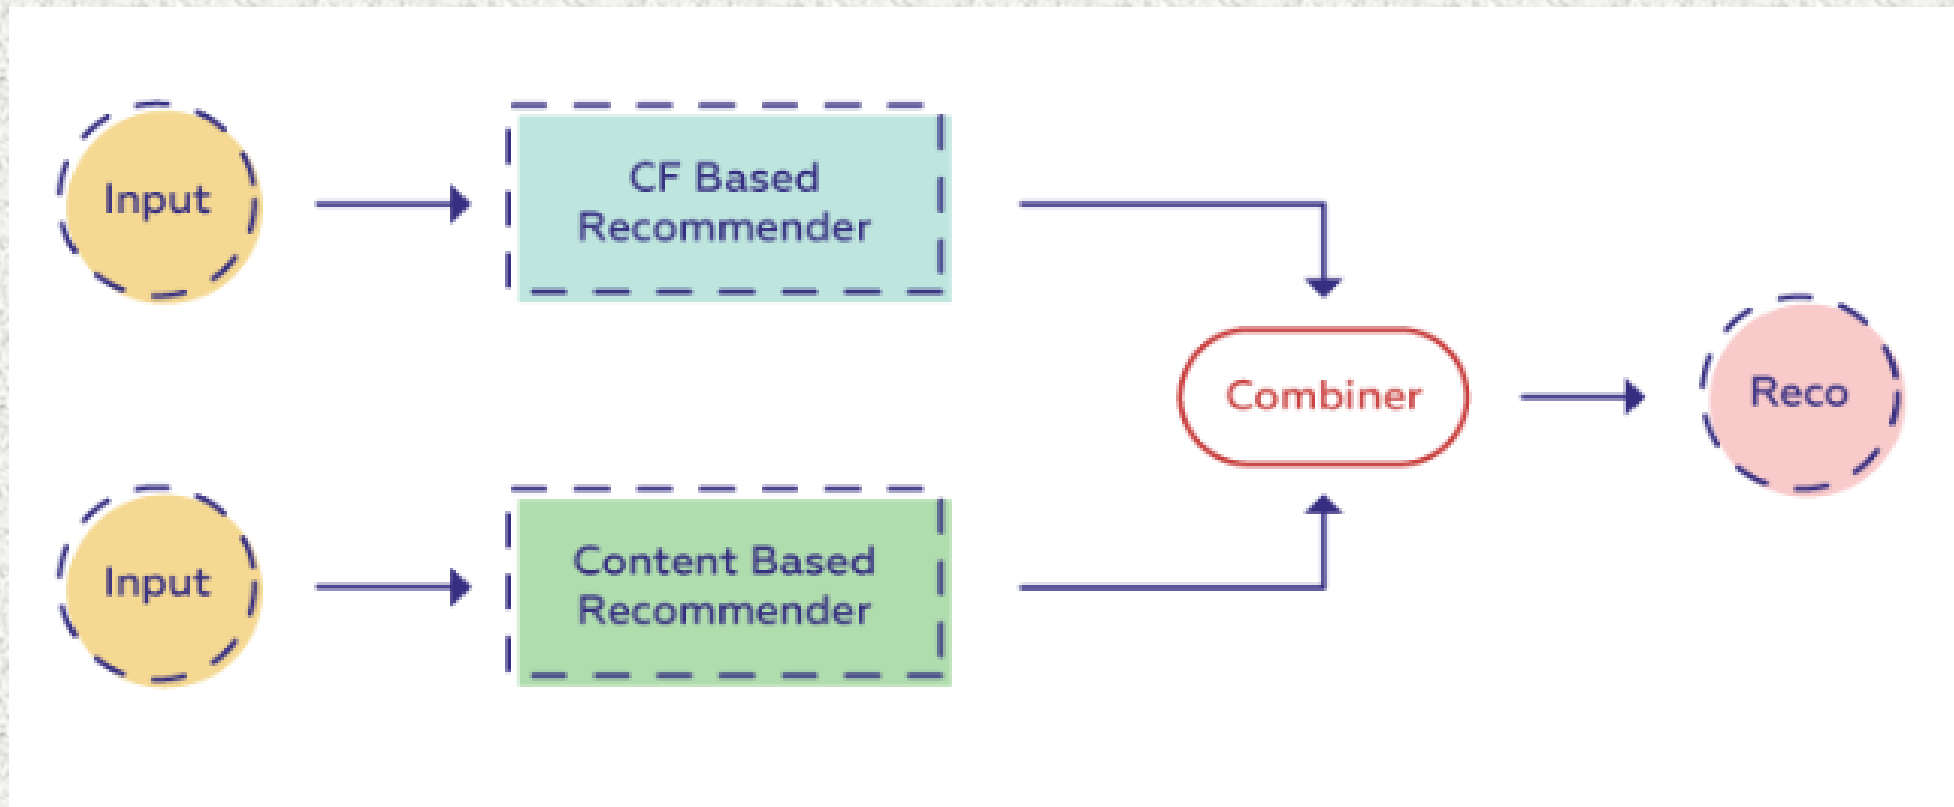 Input
CF Based
Recommender
Combiner
Reco
Input
Content Based
Recommender